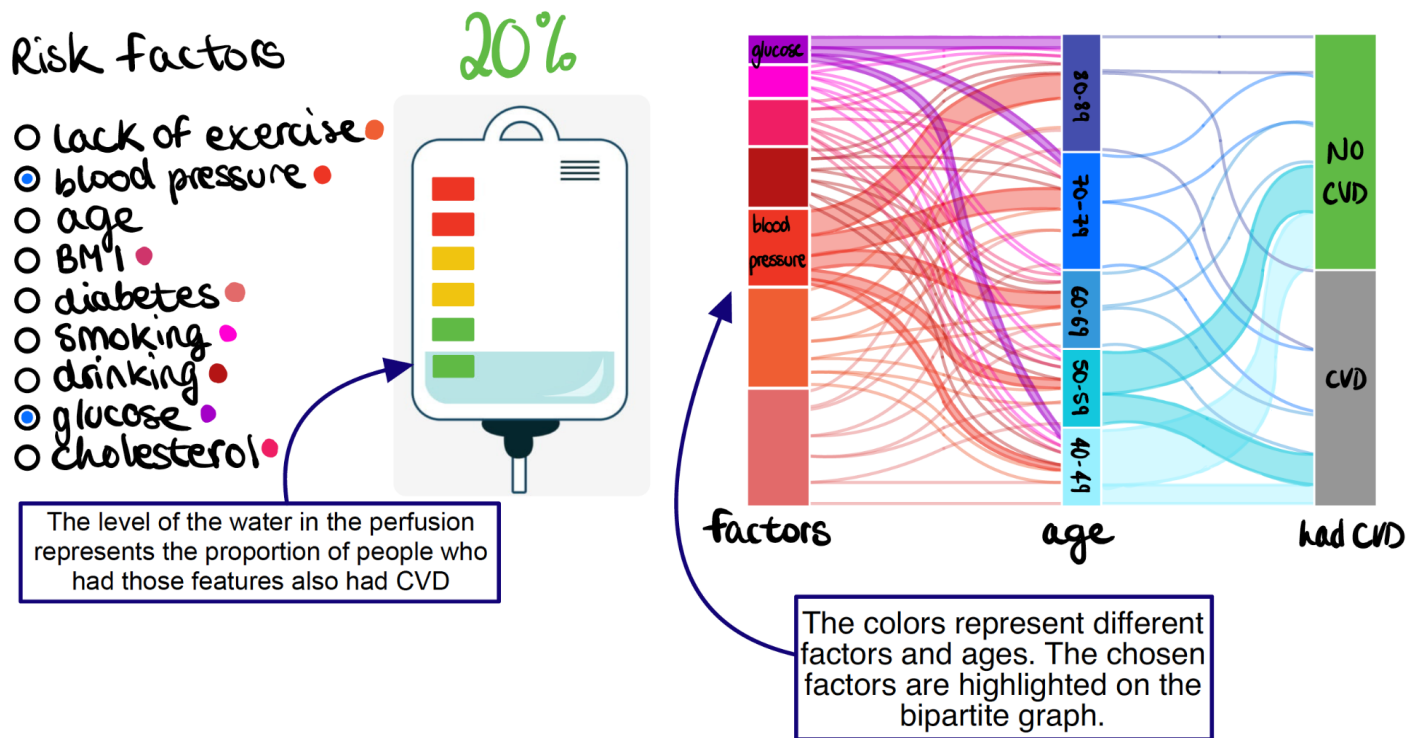 Risk Factors
20%
lack of exercise
blood pressure
age
BMI
diabetes
smoking
drinking
glucose
cholesterol
The level of the water in the perfusion
represents the proportion of people who
had those features also had CVD
glucose
blood
pressure
80-89
70-79
60-69
50-59
40-49
NO
CVD
CVD
factors
age
had CVD
The colors represent different
factors and ages. The chosen
factors are highlighted on the
bipartite graph.